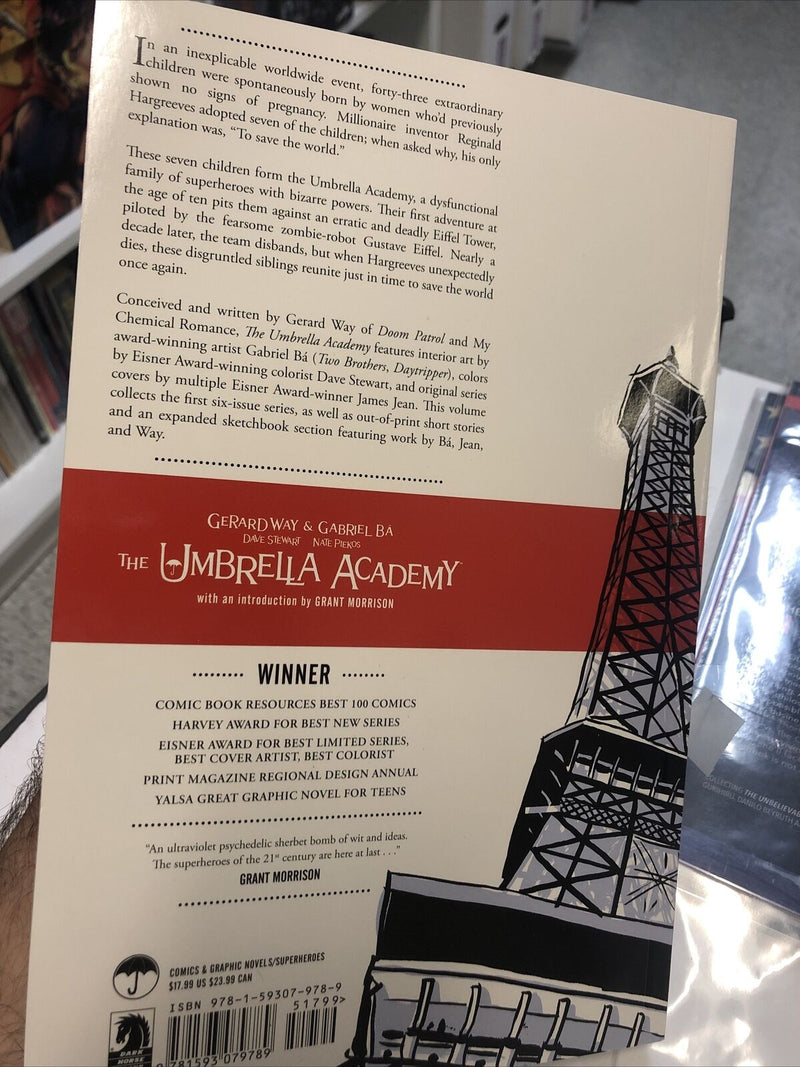 In an inexplicable worldwide event, forty-three extraordinary
children were spontaneously born by women who'd previously
shown no signs of pregnancy. Millionaire inventor Reginald
Hargreeves adopted seven of the children; when asked why, his only
explanation was, "To save the world."
These seven children form the Umbrella Academy, a dysfunctional
family of superheroes with bizarre powers. Their first adventure at
the age of ten pits them against an erratic and deadly Eiffel Tower,
piloted by the fearsome zombie-robot Gustave Eiffel. Nearly a
decade later, the team disbands, but when Hargreeves unexpectedly
dies, these disgruntled siblings reunite just in time to save the world
once again.
Conceived and written by Gerard Way of Doom Patrol and My
Chemical Romance, The Umbrella Academy features interior art by
award-winning artist Gabriel Bá (Two Brothers, Daytripper), colors
by Eisner Award-winning colorist Dave Stewart, and original series
covers by multiple Eisner Award-winner James Jean. This volume
collects the first six-issue series, as well as out-of-print short stories
and an expanded sketchbook section featuring work by Bá, Jean,
and Way.
GERARD WAY & GABRIEL BÁ
DAVE STEWART NATE PIEKOS
THE UMBRELLA ACADEMY™
with an introduction by GRANT MORRISON
WINNER
COMIC BOOK RESOURCES BEST 100 COMICS
HARVEY AWARD FOR BEST NEW SERIES
EISNER AWARD FOR BEST LIMITED SERIES,
BEST COVER ARTIST, BEST COLORIST
PRINT MAGAZINE REGIONAL DESIGN ANNUAL
YALSA GREAT GRAPHIC NOVEL FOR TEENS
"An ultraviolet psychedelic sherbet bomb of wit and ideas.
The superheroes of the 21st century are here at last . . ."
GRANT MORRISON
COMICS & GRAPHIC NOVELS/SUPERHEROES
$17.99 US $23.99 CAN
ISBN 978-1-59307-978-9
51799>
9781593079789
DARK HORSE
COLLECTING THE UNBELIEVAB
DANILO BEYRUTH A